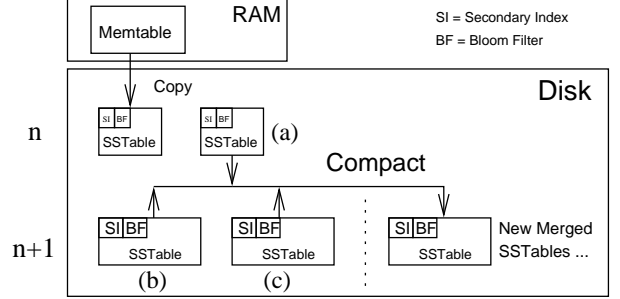 RAM
Memtable
SI = Secondary Index
BF = Bloom Filter
Copy
Disk
n
SI BF
SSTable
SI BF
SSTable
(a)
Compact
n+1
SI BF
SSTable
(b)
SI BF
SSTable
(c)
SI BF
SSTable
New Merged
SSTables ...